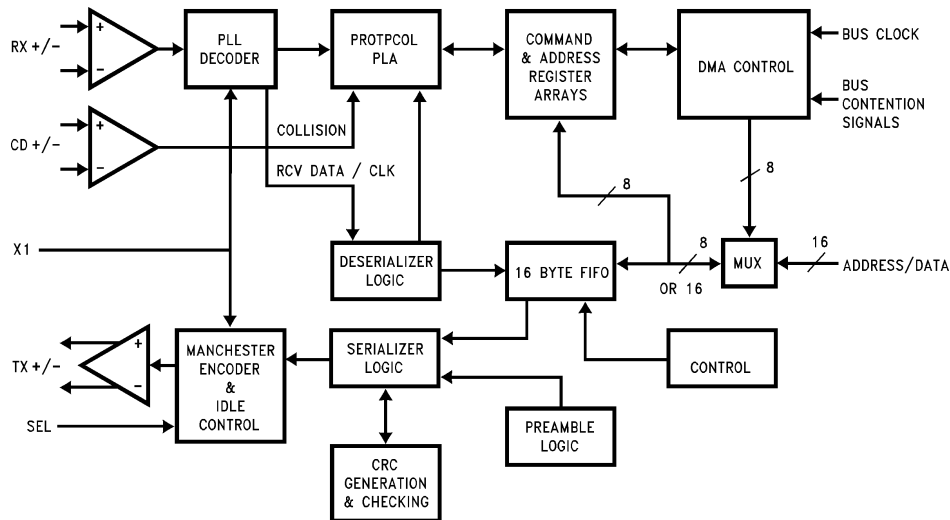 RX +/-
+
−
PLL
DECODER
PROTPCOL
PLA
COMMAND
& ADDRESS
REGISTER
ARRAYS
DMA CONTROL
BUS CLOCK
BUS
CONTENTION
SIGNALS
CD +/-
+
−
COLLISION
RCV DATA / CLK
8
8
X1
DESERIALIZER
LOGIC
16 BYTE FIFO
8
OR 16
MUX
16
ADDRESS/DATA
TX +/-
+
−
MANCHESTER
ENCODER
&
IDLE
CONTROL
SERIALIZER
LOGIC
CONTROL
SEL
PREAMBLE
LOGIC
CRC
GENERATION
& CHECKING